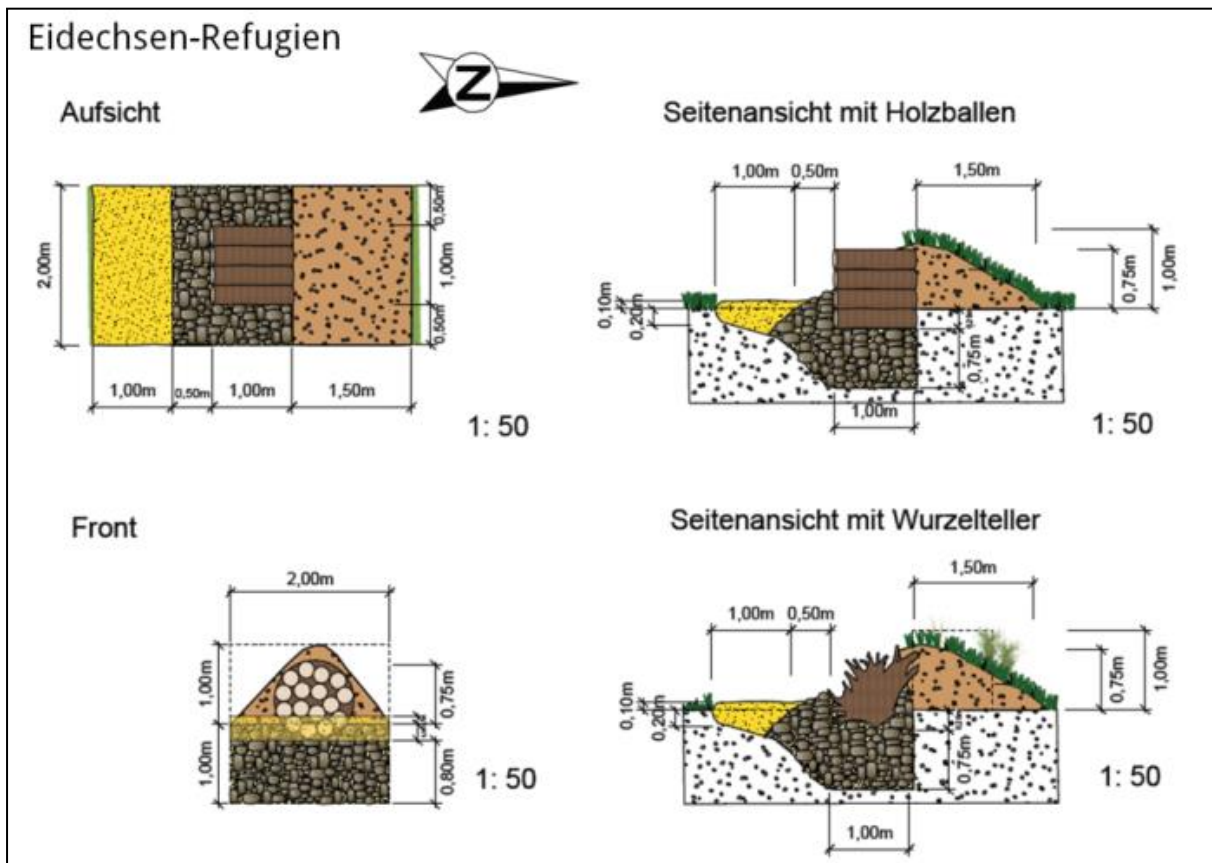 Eidechsen-Refugien
Z
Aufsicht
2,00m
0,50m
1,00m
0,50m
1,00m
0,50m
1,00m
1,50m
1: 50
Seitenansicht mit Holzballen
1,00m
0,50m
1,50m
0,10m
0,20m
0,75m
1,00m
0,75m
1,00m
1: 50
Front
2,00m
1,00m
1,00m
0,75m
0,80m
1: 50
Seitenansicht mit Wurzelteller
1,00m
0,50m
1,50m
0,10m
0,20m
0,75m
1,00m
0,75m
1,00m
1: 50